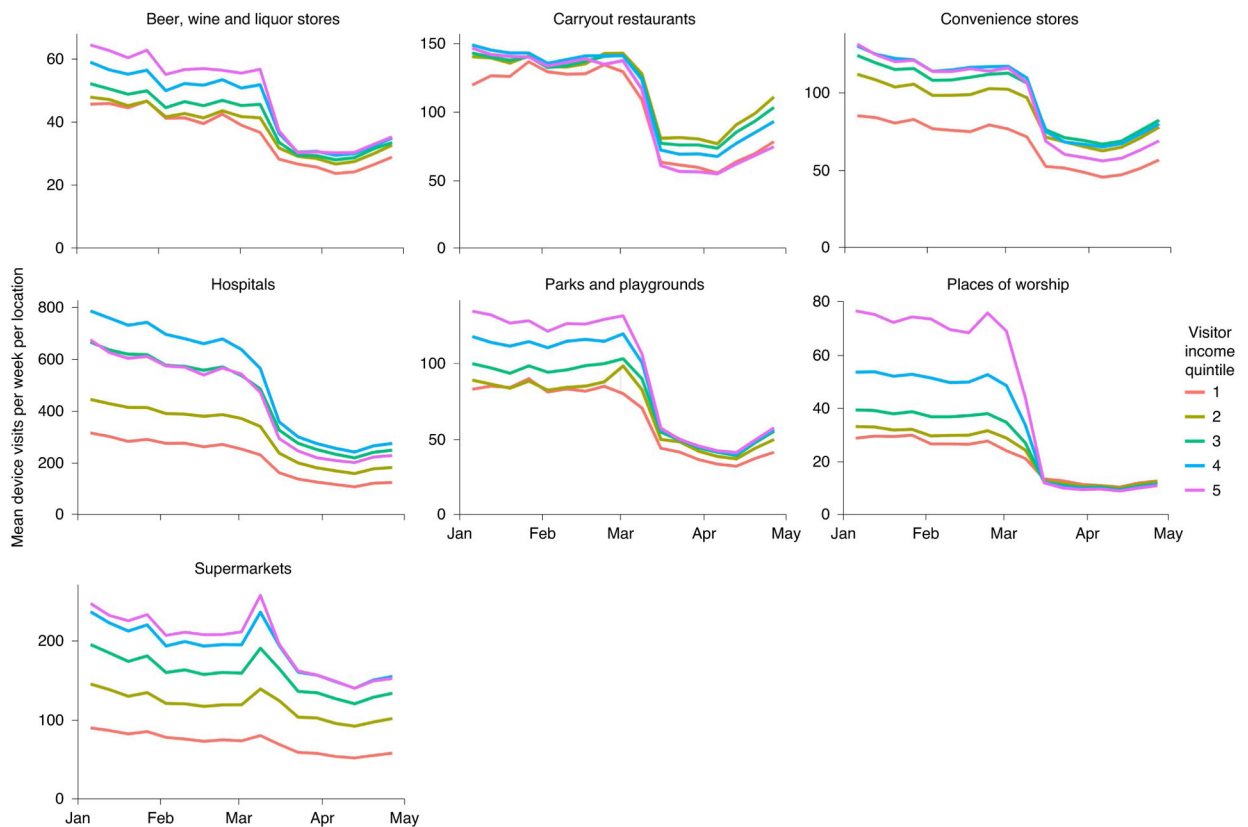 Beer, wine and liquor stores
Carryout restaurants
Convenience stores
60
40
20
0
150
100
50
0
100
50
0
Mean device visits per week per location
Hospitals
Parks and playgrounds
Places of worship
800
600
400
200
0
100
50
0
Jan Feb Mar Apr May
80
60
40
20
0
Jan Feb Mar Apr May
Visitor
income
quintile
1
2
3
4
5
Supermarkets
200
100
0
Jan Feb Mar Apr May